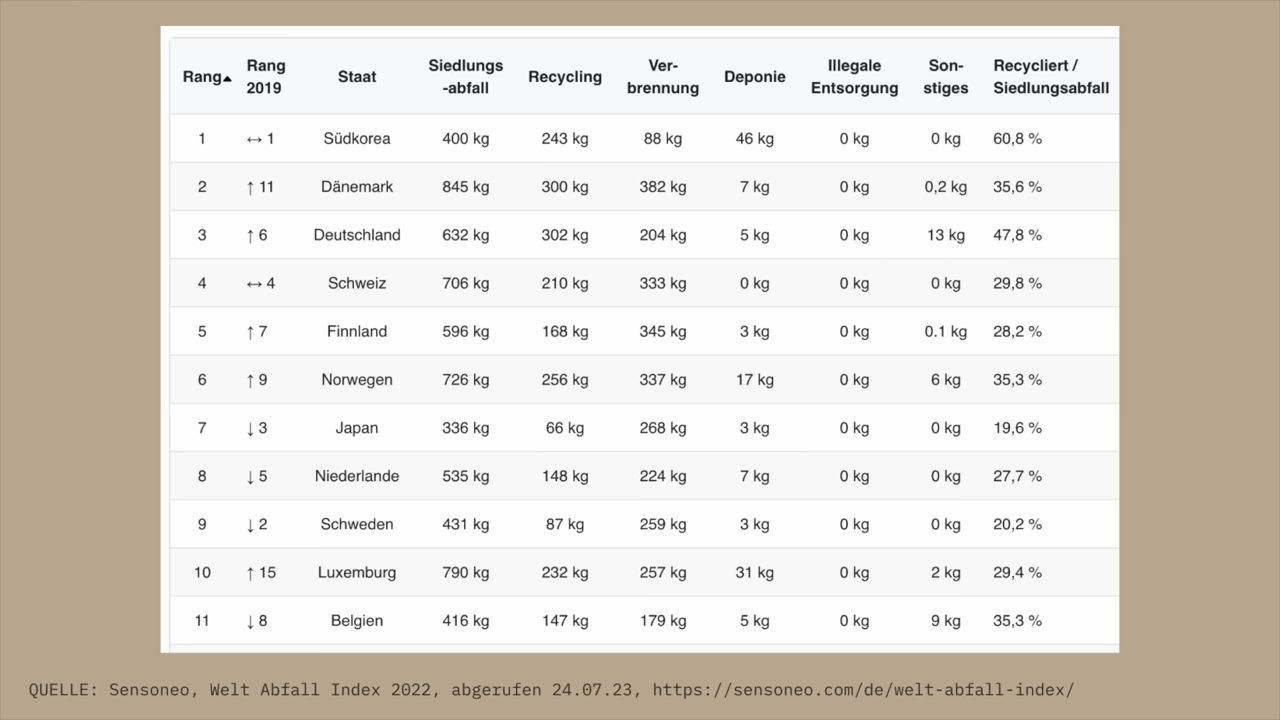 Rang▲ Rang 2019 Staat Siedlungs-abfall Recycling Ver-brennung Deponie Illegale Entsorgung Son-stiges Recycliert / Siedlungsabfall
1 ↔ 1 Südkorea 400 kg 243 kg 88 kg 46 kg 0 kg 0 kg 60,8 %
2 ↑ 11 Dänemark 845 kg 300 kg 382 kg 7 kg 0 kg 0,2 kg 35,6 %
3 ↑ 6 Deutschland 632 kg 302 kg 204 kg 5 kg 0 kg 13 kg 47,8 %
4 ↔ 4 Schweiz 706 kg 210 kg 333 kg 0 kg 0 kg 0 kg 29,8 %
5 ↑ 7 Finnland 596 kg 168 kg 345 kg 3 kg 0 kg 0.1 kg 28,2 %
6 ↑ 9 Norwegen 726 kg 256 kg 337 kg 17 kg 0 kg 6 kg 35,3 %
7 ↓ 3 Japan 336 kg 66 kg 268 kg 3 kg 0 kg 0 kg 19,6 %
8 ↓ 5 Niederlande 535 kg 148 kg 224 kg 7 kg 0 kg 0 kg 27,7 %
9 ↓ 2 Schweden 431 kg 87 kg 259 kg 3 kg 0 kg 0 kg 20,2 %
10 ↑ 15 Luxemburg 790 kg 232 kg 257 kg 31 kg 0 kg 2 kg 29,4 %
11 ↓ 8 Belgien 416 kg 147 kg 179 kg 5 kg 0 kg 9 kg 35,3 %
QUELLE: Sensoneo, Welt Abfall Index 2022, abgerufen 24.07.23, https://sensoneo.com/de/welt-abfall-index/